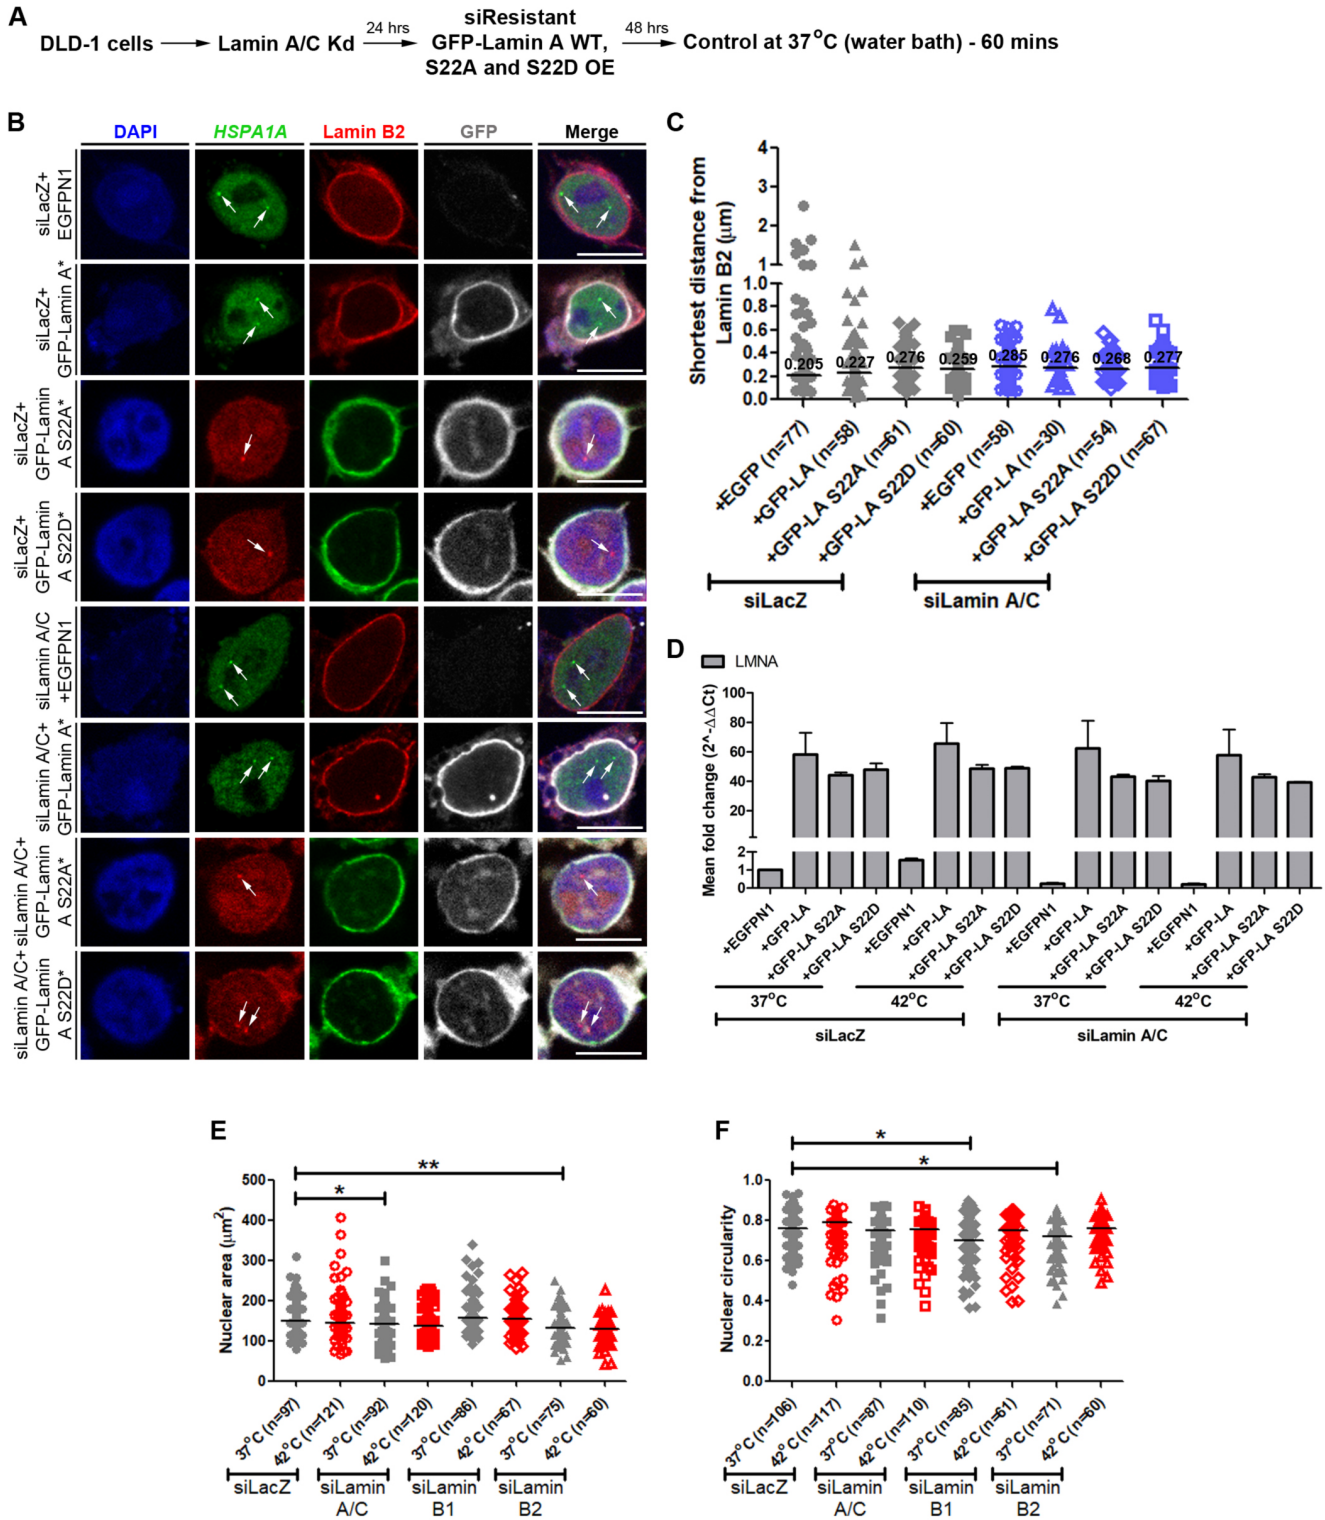 A
DLD-1 cells
Lamin A/C Kd
24 hrs
siResistant
GFP-Lamin A WT,
S22A and S22D OE
48 hrs
Control at 37°C (water bath) - 60 mins
B
DAPI HSPA1A Lamin B2 GFP Merge
siLacZ+
EGFPN1
siLacZ+
GFP-Lamin A*
siLacZ+
GFP-Lamin
A S22A*
siLacZ+
GFP-Lamin
A S22D*
siLamin A/C
+EGFPN1
siLamin A/C+
GFP-Lamin A*
siLamin A/C+
GFP-Lamin
A S22A*
siLamin A/C+
GFP-Lamin
A S22D*
C
Shortest distance from
Lamin B2 (μm)
4
3
2
1
1.0
0.8
0.6
0.4
0.2
0.0
0.205 0.227 0.276 0.259 0.285 0.276 0.268 0.277
+EGFP (n=77)
+GFP-LA (n=58)
+GFP-LA S22A (n=61)
+GFP-LA S22D (n=60)
+EGFP (n=58)
+GFP-LA (n=30)
+GFP-LA S22A (n=54)
+GFP-LA S22D (n=67)
siLacZ siLamin A/C
D
LMNA
Mean fold change (2^-ΔΔCt)
100
80
60
40
20
2
1
0
+EGFPN1
+GFP-LA
+GFP-LA S22A
+GFP-LA S22D
+EGFPN1
+GFP-LA
+GFP-LA S22A
+GFP-LA S22D
+EGFPN1
+GFP-LA
+GFP-LA S22A
+GFP-LA S22D
+EGFPN1
+GFP-LA
+GFP-LA S22A
+GFP-LA S22D
37°C 42°C 37°C 42°C
siLacZ siLamin A/C
E
**
*
Nuclear area (μm²)
500
400
300
200
100
0
37°C (n=97)
42°C (n=121)
37°C (n=92)
42°C (n=120)
37°C (n=86)
42°C (n=67)
37°C (n=75)
42°C (n=60)
siLacZ siLamin siLamin siLamin
A/C B1 B2
F
*
*
Nuclear circularity
1.0
0.8
0.6
0.4
0.2
0.0
37°C (n=106)
42°C (n=117)
37°C (n=87)
42°C (n=110)
37°C (n=85)
42°C (n=61)
37°C (n=71)
42°C (n=60)
siLacZ siLamin siLamin siLamin
A/C B1 B2